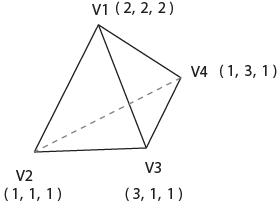 V1 (2, 2, 2)
V4 (1, 3, 1)
V2
(1, 1, 1)
V3
(3, 1, 1)